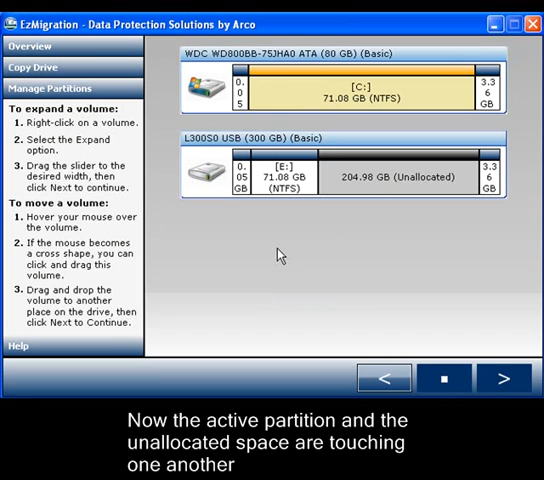 EzMigration - Data Protection Solutions by Arco
Overview
Copy Drive
Manage Partitions
To expand a volume:
1. Right-click on a volume.
2. Select the Expand
option.
3. Drag the slider to the
desired width, then
click Next to continue.
To move a volume:
1. Hover your mouse over
the volume.
2. If the mouse becomes
a cross shape, you can
click and drag this
volume.
3. Drag and drop the
volume to another
place on the drive, then
click Next to Continue.
Help
WDC WD800BB-75JHA0 ATA (80 GB) (Basic)
0.
0
5
[C:]
71.08 GB (NTFS)
3.3
6
GB
L300S0 USB (300 GB) (Basic)
0.
05
GB
[E:]
71.08 GB
(NTFS)
204.98 GB (Unallocated)
3.3
6
GB
< ■ >
Now the active partition and the
unallocated space are touching
one another